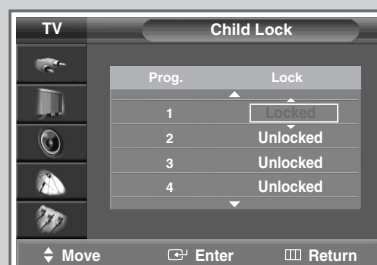 TV Child Lock
Prog. Lock
1 Locked
2 Unlocked
3 Unlocked
4 Unlocked
Move Enter Return